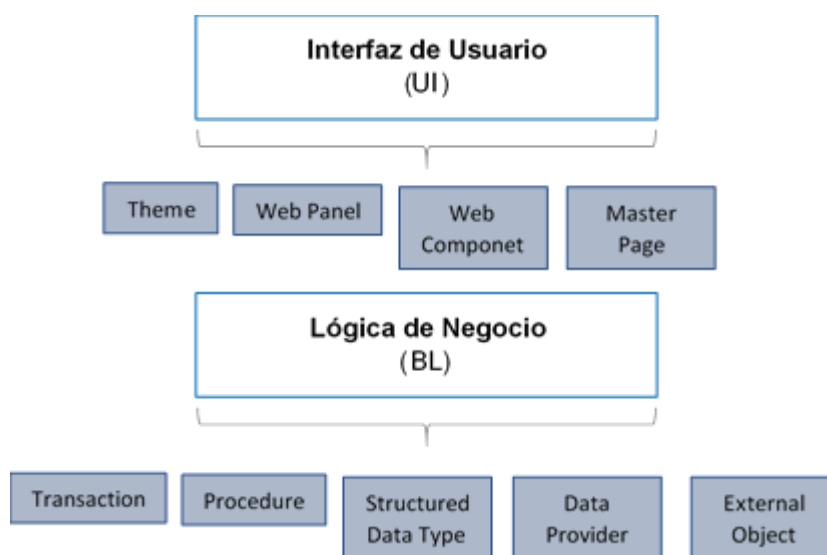 Interfaz de Usuario
(UI)
Theme
Web Panel
Web
Componet
Master
Page
Lógica de Negocio
(BL)
Transaction
Procedure
Structured
Data Type
Data
Provider
External
Object